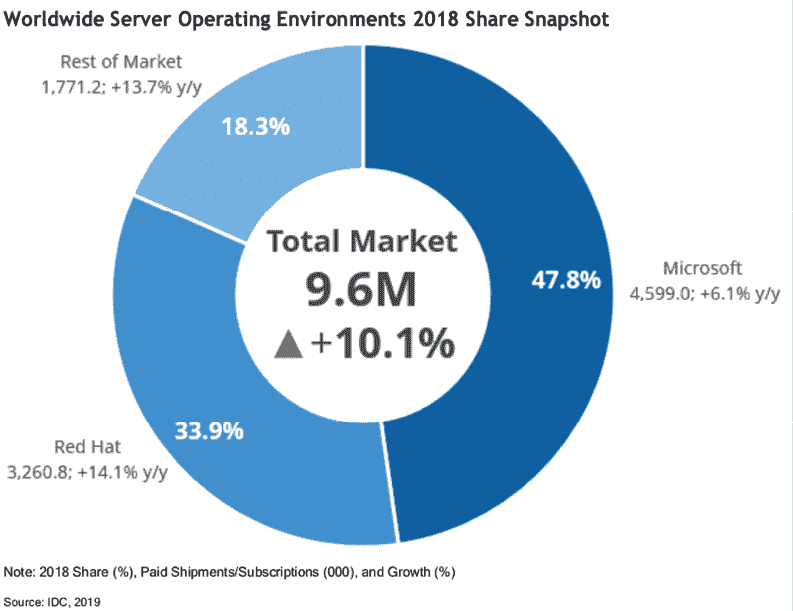 Worldwide Server Operating Environments 2018 Share Snapshot
Rest of Market
1,771.2; +13.7% y/y
18.3%
Total Market
9.6M
▲+10.1%
47.8%
Microsoft
4,599.0; +6.1% y/y
33.9%
Red Hat
3,260.8; +14.1% y/y
Note: 2018 Share (%), Paid Shipments/Subscriptions (000), and Growth (%)
Source: IDC, 2019